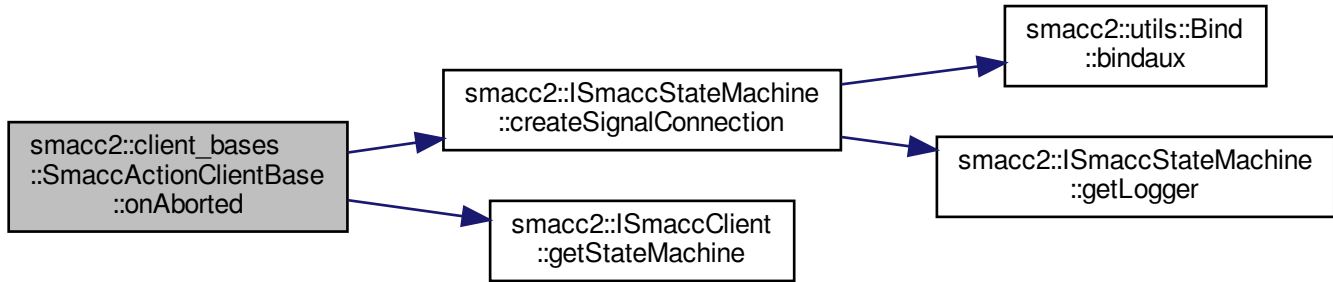 smacc2::client_bases
::SmaccActionClientBase
::onAborted
smacc2::ISmaccStateMachine
::createSignalConnection
smacc2::utils::Bind
::bindaux
smacc2::ISmaccStateMachine
::getLogger
smacc2::ISmaccClient
::getStateMachine